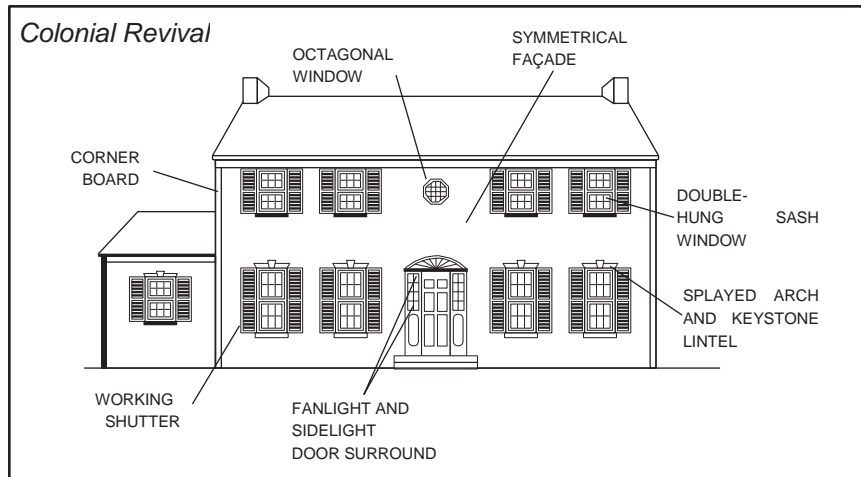 Colonial Revival
OCTAGONAL
WINDOW
SYMMETRICAL
FAÇADE
CORNER
BOARD
DOUBLE-
HUNG SASH
WINDOW
SPLAYED ARCH
AND KEYSTONE
LINTEL
WORKING
SHUTTER
FANLIGHT AND
SIDELIGHT
DOOR SURROUND